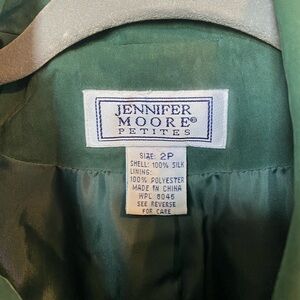 JENNIFER
MOORE®
PETITES
SIZE: 2P
SHELL: 100% SILK
LINING:
100% POLYESTER
MADE IN CHINA
WPL 8046
SEE REVERSE
FOR CARE